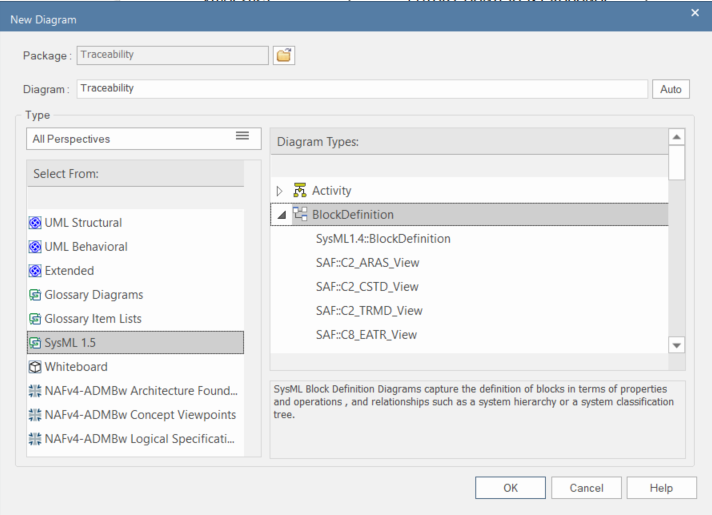 New Diagram
Package :
Traceability
Diagram :
Traceability
Auto
Type
All Perspectives
Select From:
UML Structural
UML Behavioral
Extended
Glossary Diagrams
Glossary Item Lists
SysML 1.5
Whiteboard
NAFv4-ADMBw Architecture Found...
NAFv4-ADMBw Concept Viewpoints
NAFv4-ADMBw Logical Specificati...
Diagram Types:
Activity
BlockDefinition
SysML1.4::BlockDefinition
SAF::C2_ARAS_View
SAF::C2_CSTD_View
SAF::C2_TRMD_View
SAF::C8_EATR_View
SysML Block Definition Diagrams capture the definition of blocks in terms of properties
and operations , and relationships such as a system hierarchy or a system classification
tree.
OK
Cancel
Help